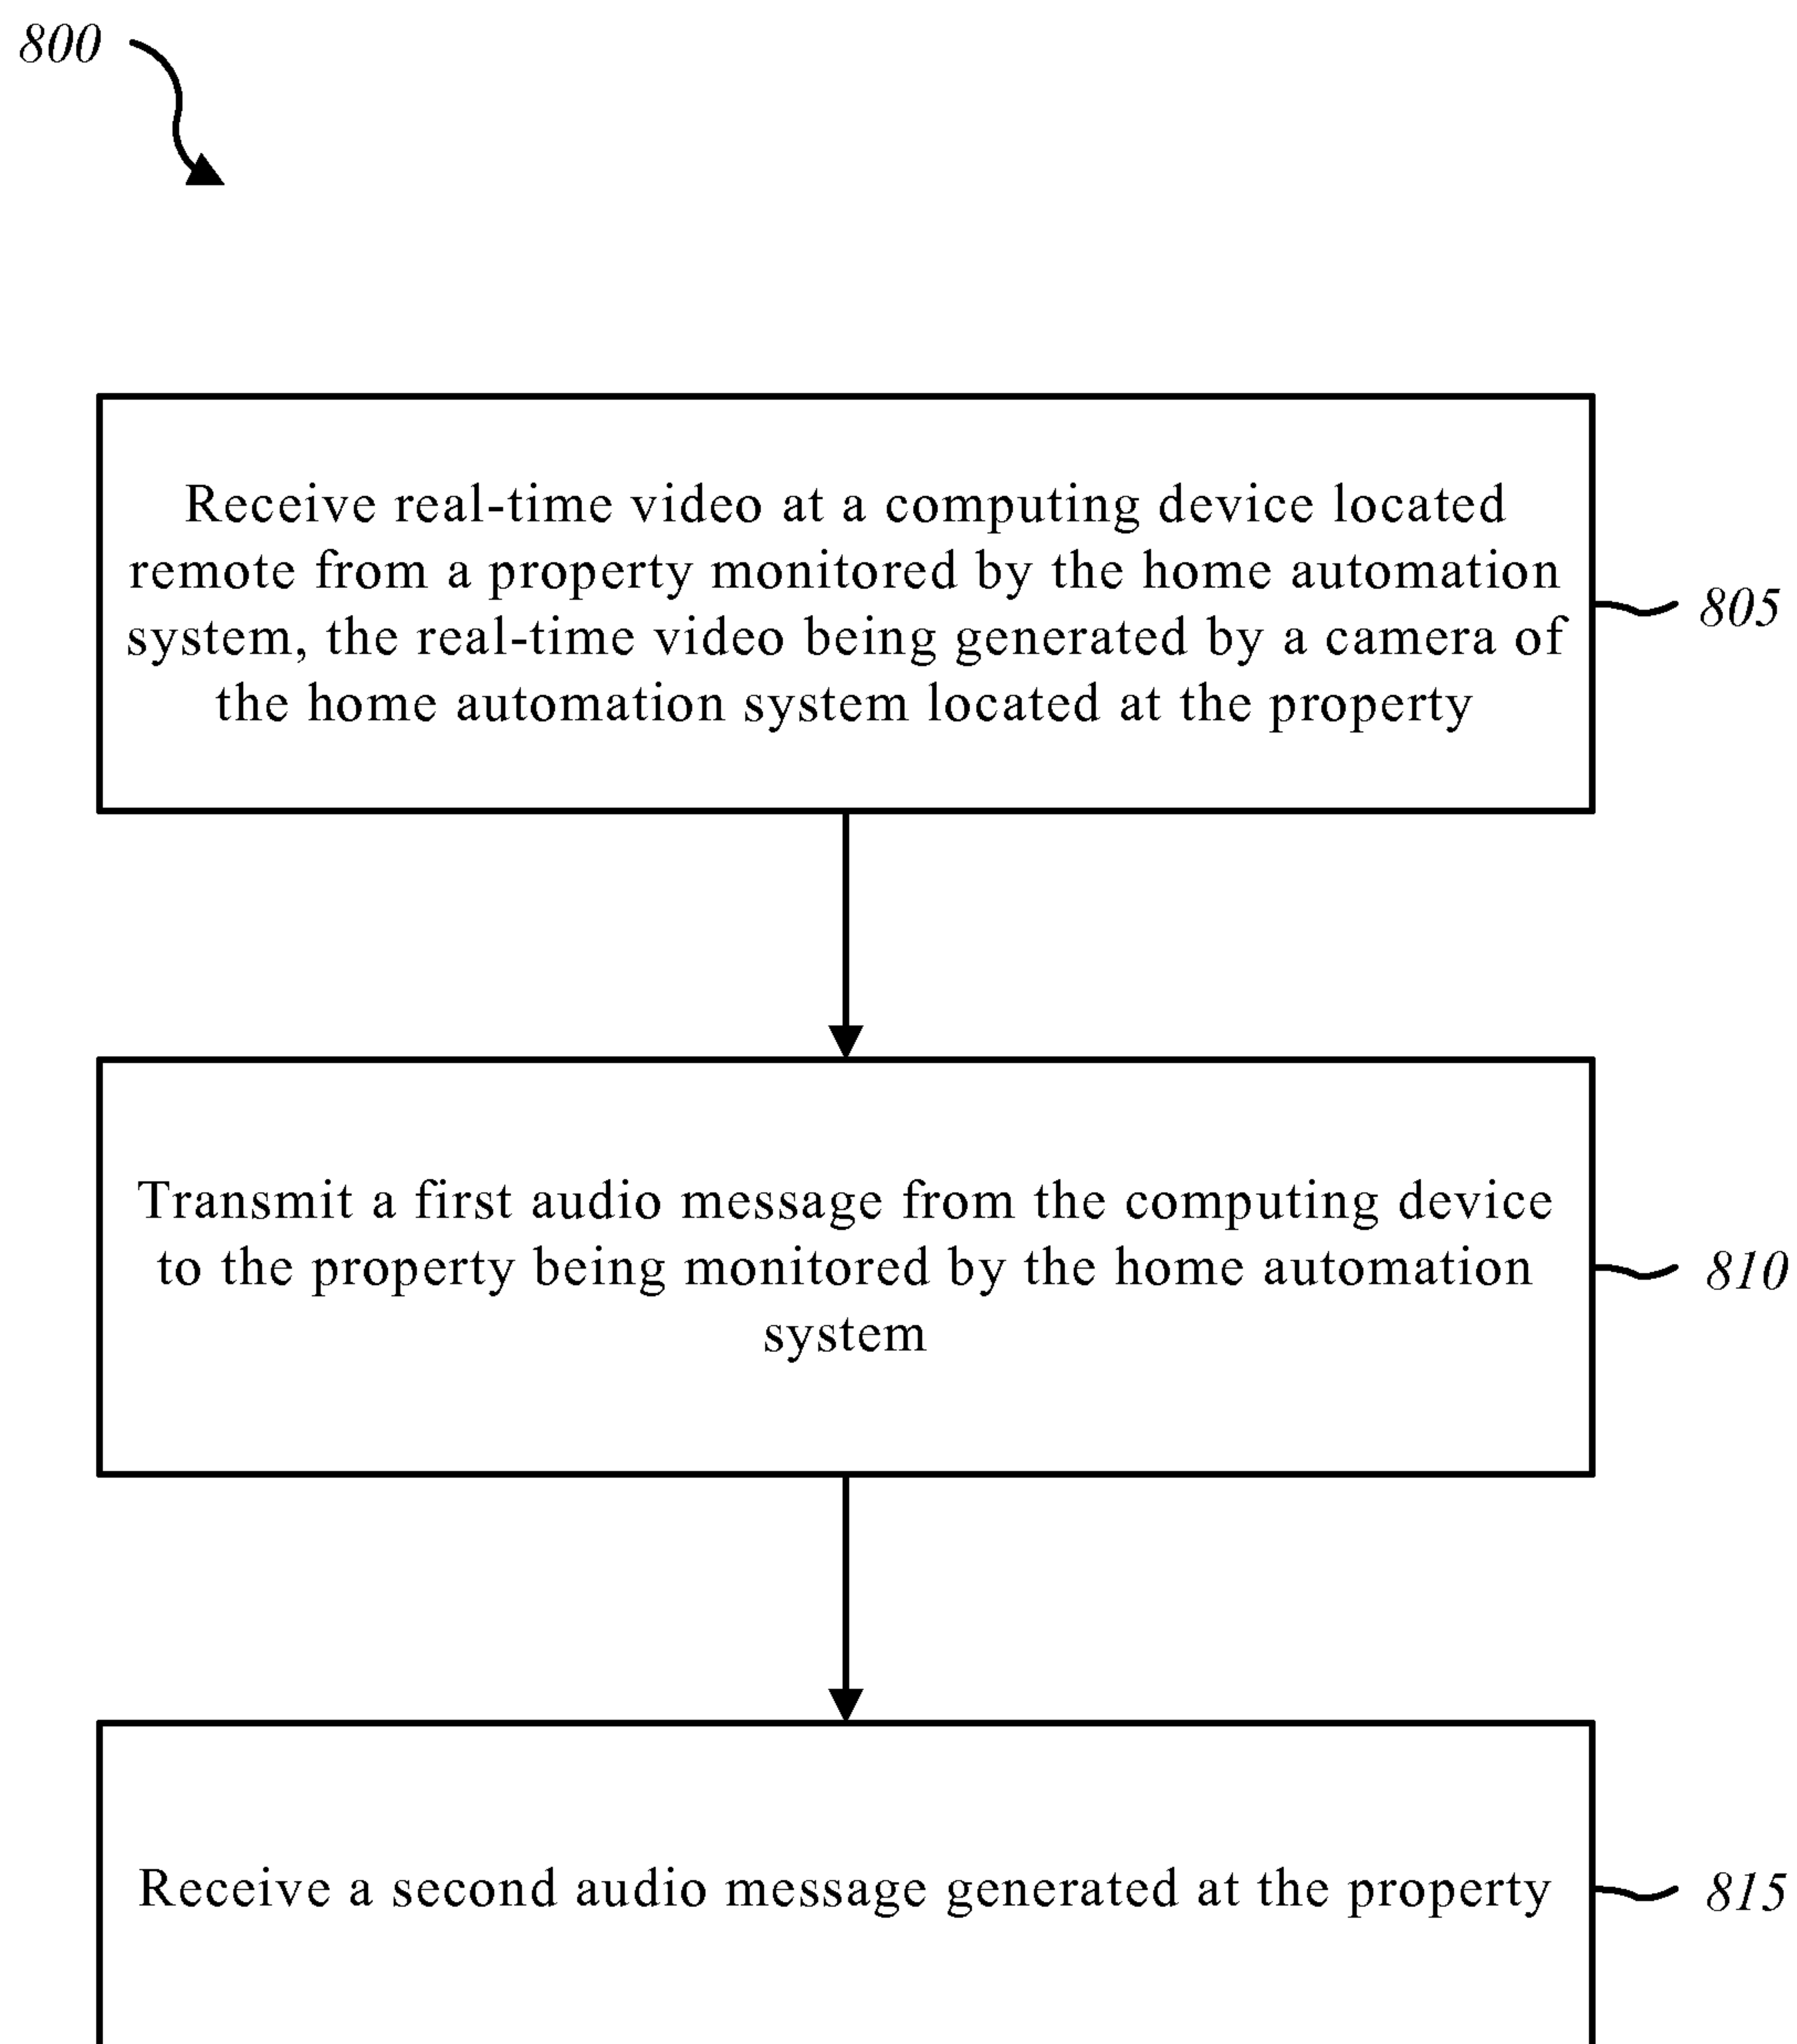 800
Receive real-time video at a computing device located
remote from a property monitored by the home automation
system, the real-time video being generated by a camera of
the home automation system located at the property
805
Transmit a first audio message from the computing device
to the property being monitored by the home automation
system
810
Receive a second audio message generated at the property
815